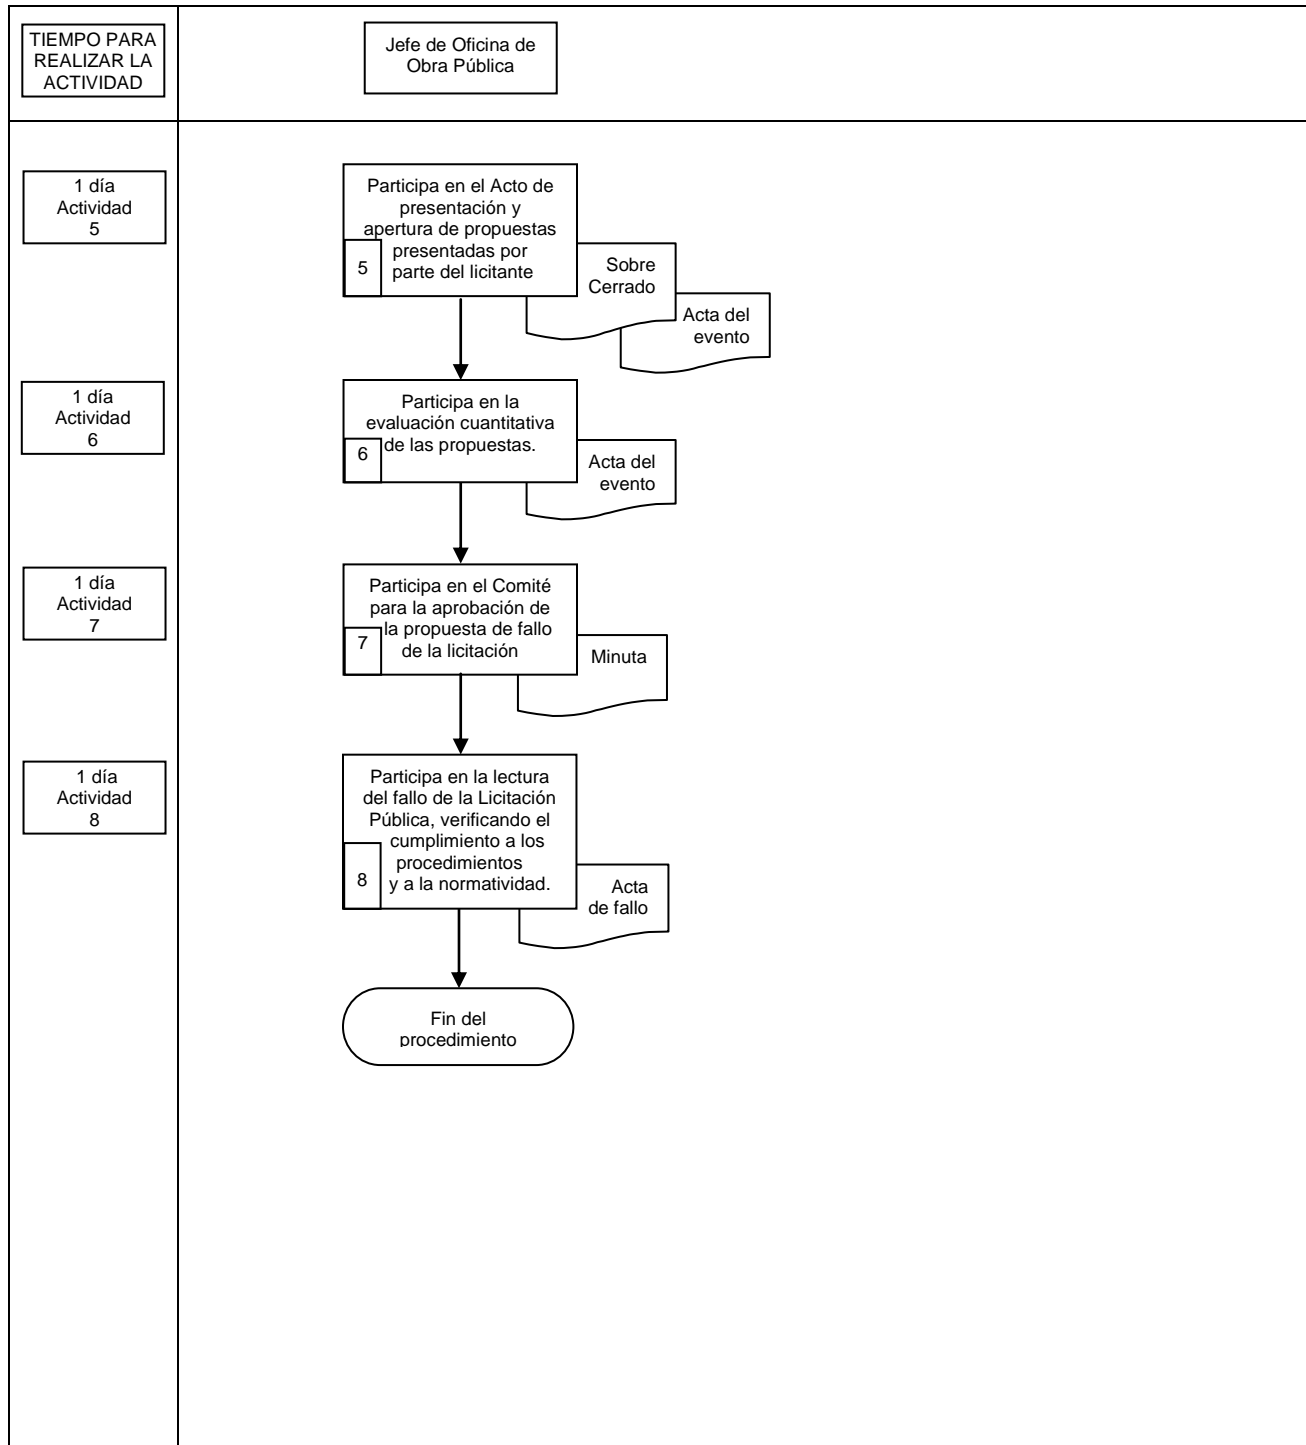 TIEMPO PARA
REALIZAR LA
ACTIVIDAD
Jefe de Oficina de
Obra Pública
1 día
Actividad
5
Participa en el Acto de
presentación y
apertura de propuestas
presentadas por
parte del licitante
5
Sobre
Cerrado
Acta del
evento
1 día
Actividad
6
Participa en la
evaluación cuantitativa
de las propuestas.
6
Acta del
evento
1 día
Actividad
7
Participa en el Comité
para la aprobación de
la propuesta de fallo
de la licitación
7
Minuta
1 día
Actividad
8
Participa en la lectura
del fallo de la Licitación
Pública, verificando el
cumplimiento a los
procedimientos
y a la normatividad.
8
Acta
de fallo
Fin del
procedimiento